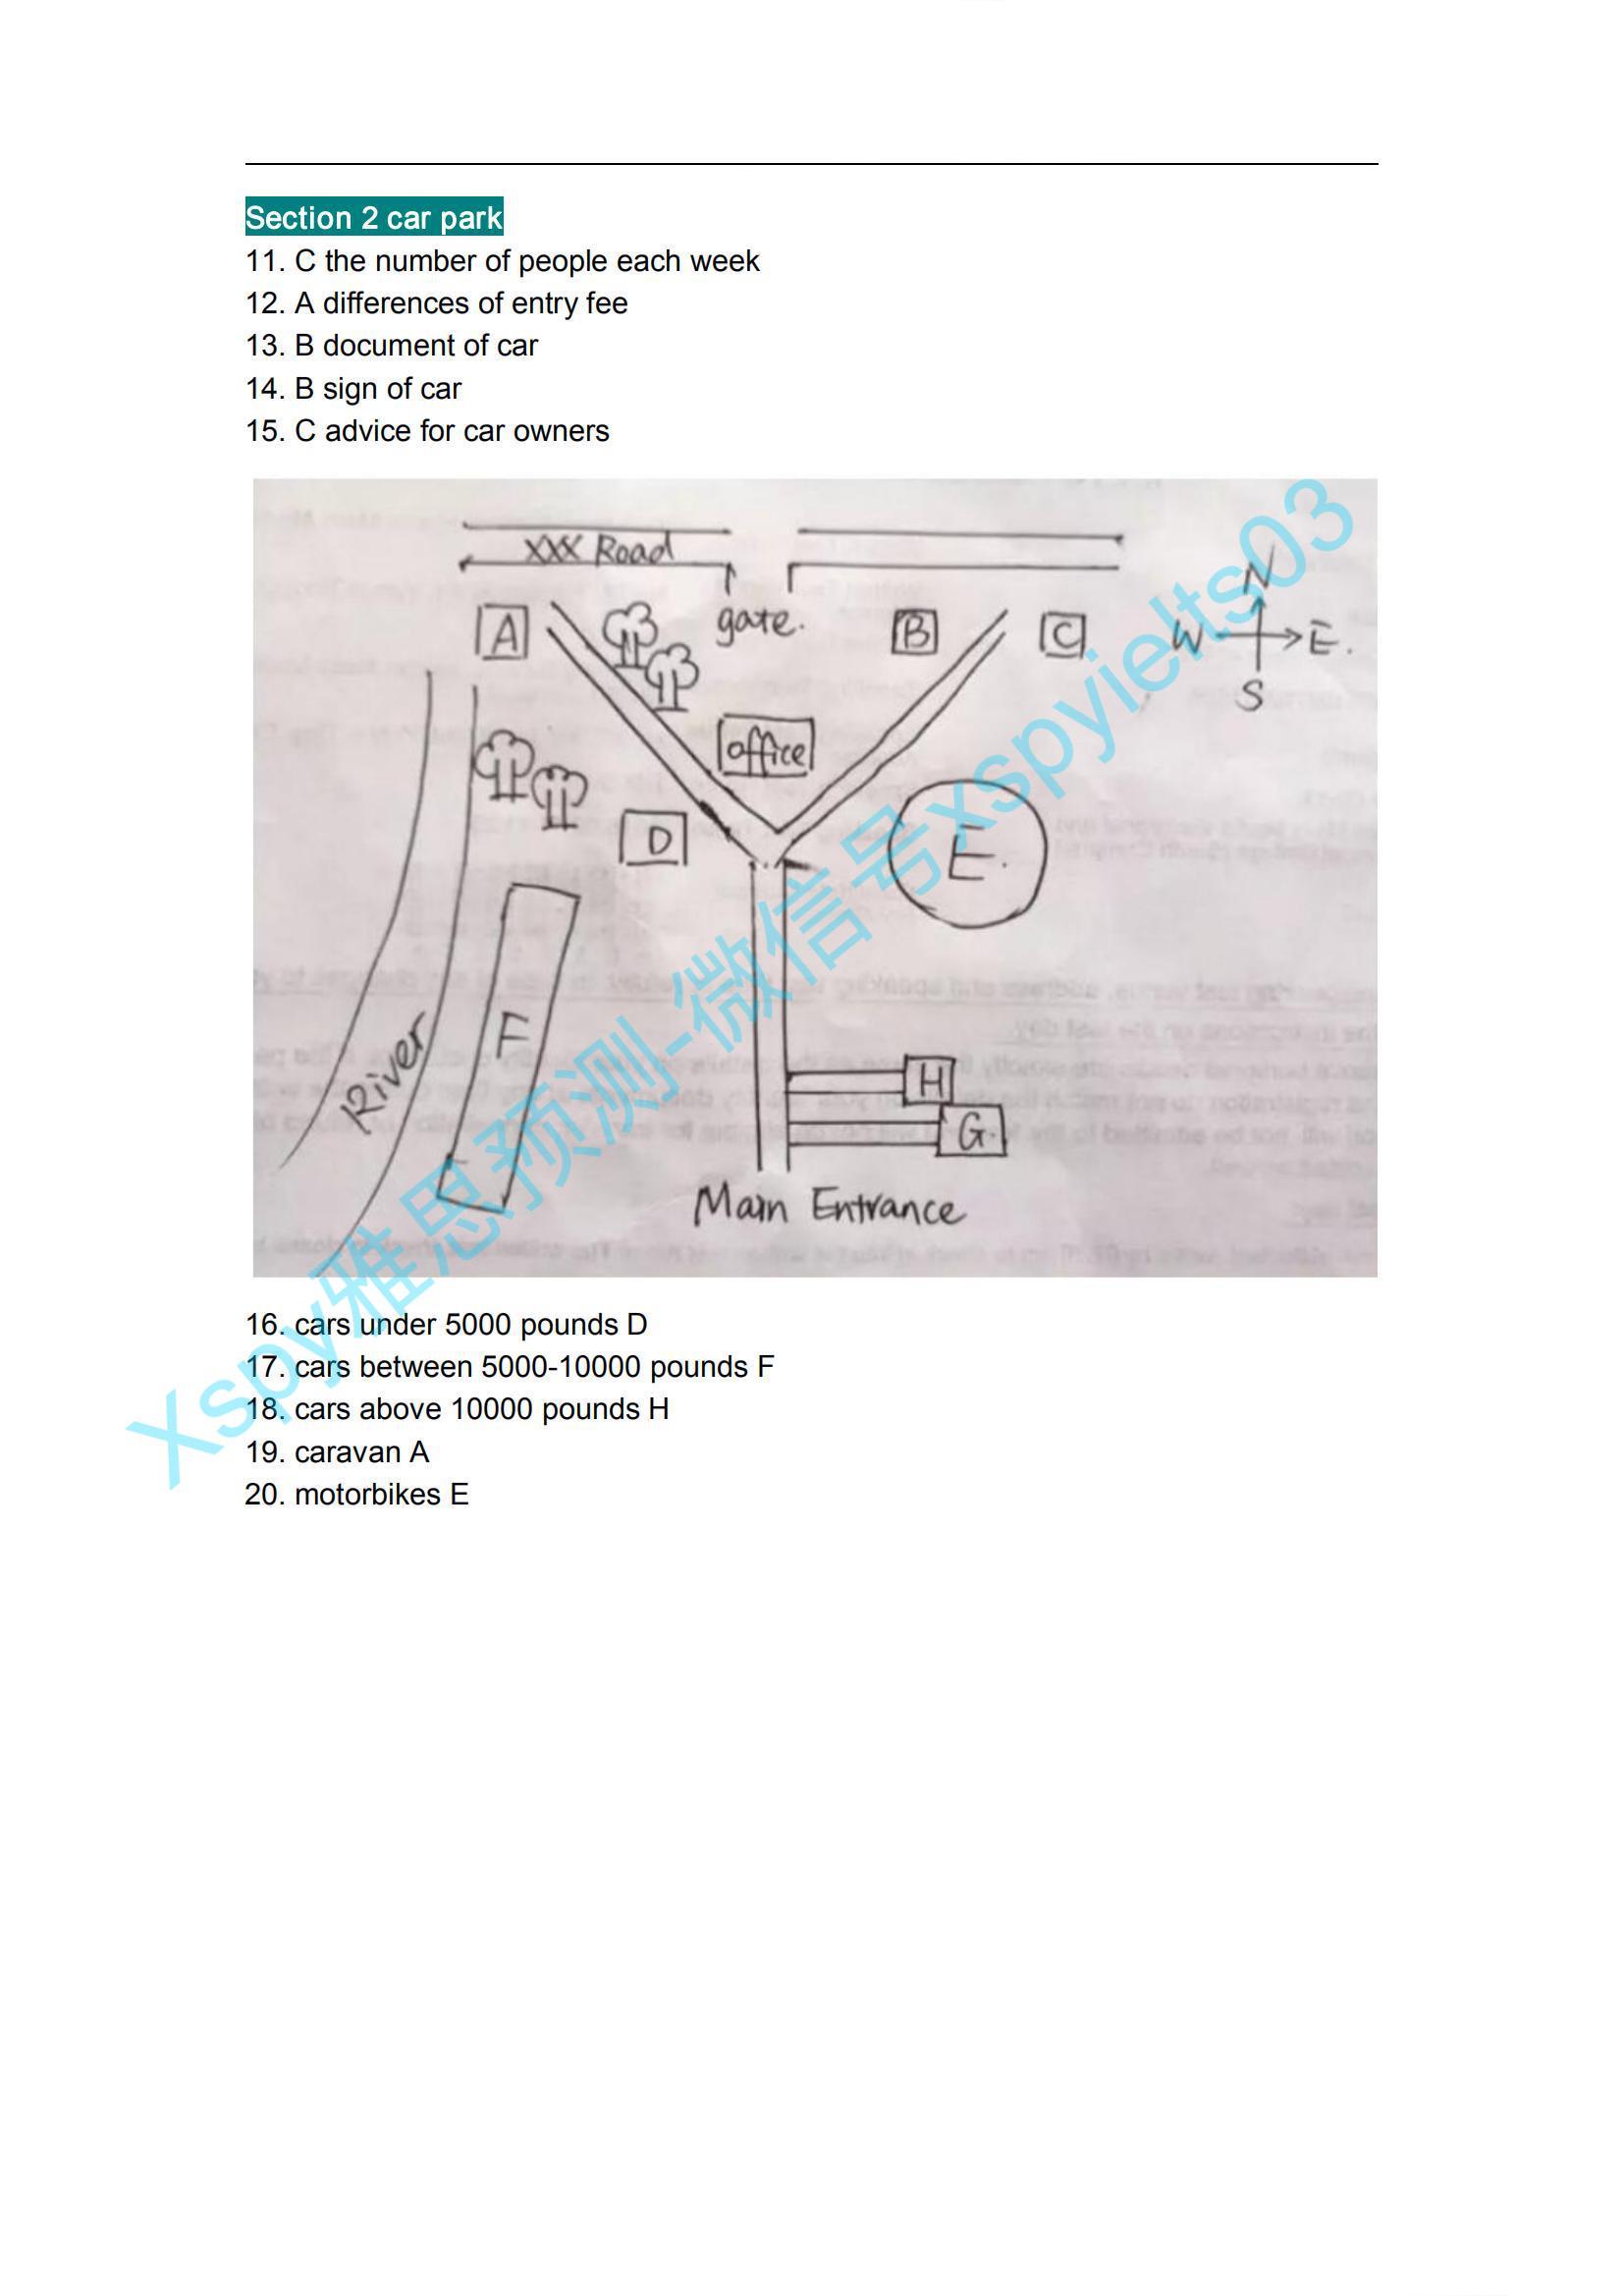 Section 2 car park
11. C the number of people each week
12. A differences of entry fee
13. B document of car
14. B sign of car
15. C advice for car owners
XXX Road
gate.
A
B
C
N
W
E.
S
office
D
E.
F
River
H
G
Main Entrance
Xspy雅思预测-微信号xspyielts03
16. cars under 5000 pounds D
17. cars between 5000-10000 pounds F
18. cars above 10000 pounds H
19. caravan A
20. motorbikes E